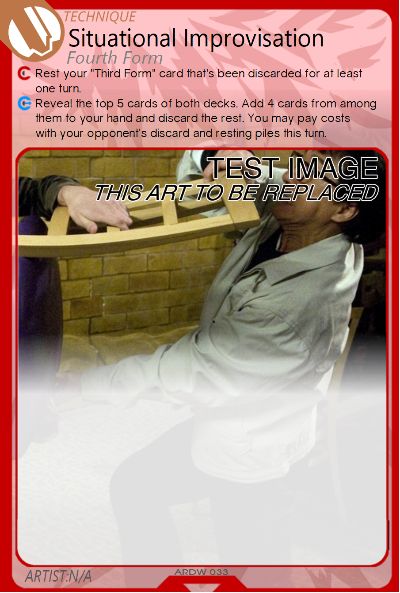 TECHNIQUE
Situational Improvisation
Fourth Form
C Rest your "Third Form" card that's been discarded for at least
one turn.
C Reveal the top 5 cards of both decks. Add 4 cards from among
them to your hand and discard the rest. You may pay costs
with your opponent's discard and resting piles this turn.
TEST IMAGE
THIS ART TO BE REPLACED
ARDW 033
ARTIST:N/A